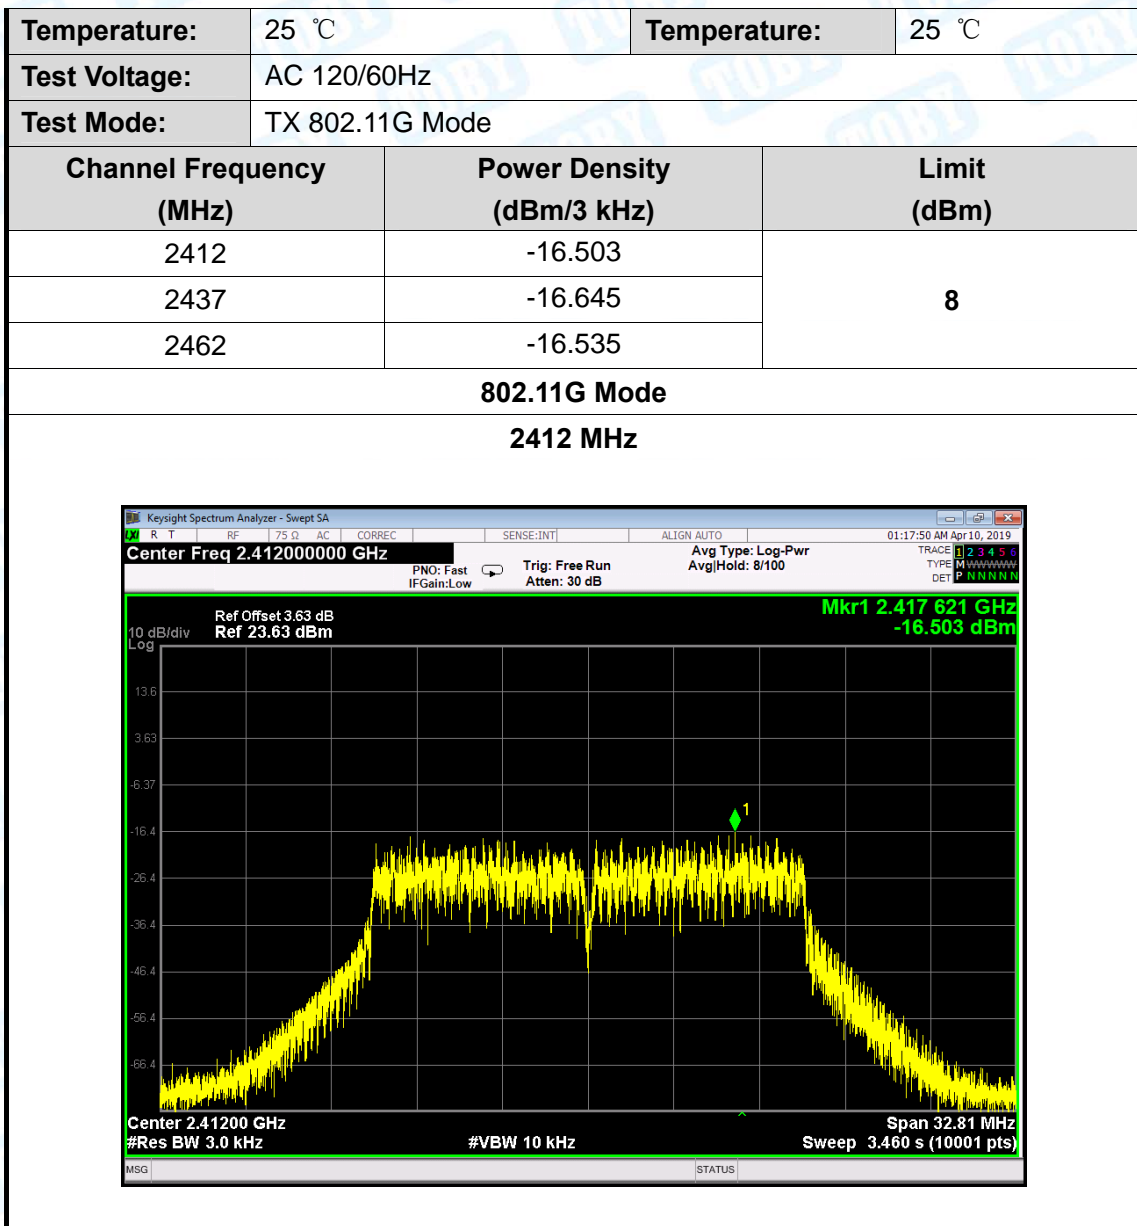 Temperature: 25 ℃ Temperature: 25 ℃
Test Voltage: AC 120/60Hz
Test Mode: TX 802.11G Mode
Channel Frequency (MHz) Power Density (dBm/3 kHz) Limit (dBm)
2412 -16.503
2437 -16.645 8
2462 -16.535
802.11G Mode
2412 MHz
Keysight Spectrum Analyzer - Swept SA
LXI R T RF 75 Ω AC CORREC SENSE:INT ALIGN AUTO 01:17:50 AM Apr 10, 2019
Center Freq 2.412000000 GHz
PNO: Fast
IFGain:Low
Trig: Free Run
Atten: 30 dB
Avg Type: Log-Pwr
Avg|Hold: 8/100
TRACE 1 2 3 4 5 6
TYPE M WWWWW
DET P N N N N N
Mkr1 2.417 621 GHz
-16.503 dBm
Ref Offset 3.63 dB
10 dB/div Ref 23.63 dBm
Log
13.6
3.63
-6.37
1
-16.4
-26.4
-36.4
-46.4
-56.4
-66.4
Center 2.41200 GHz Span 32.81 MHz
#Res BW 3.0 kHz #VBW 10 kHz Sweep 3.460 s (10001 pts)
MSG STATUS
TOBY